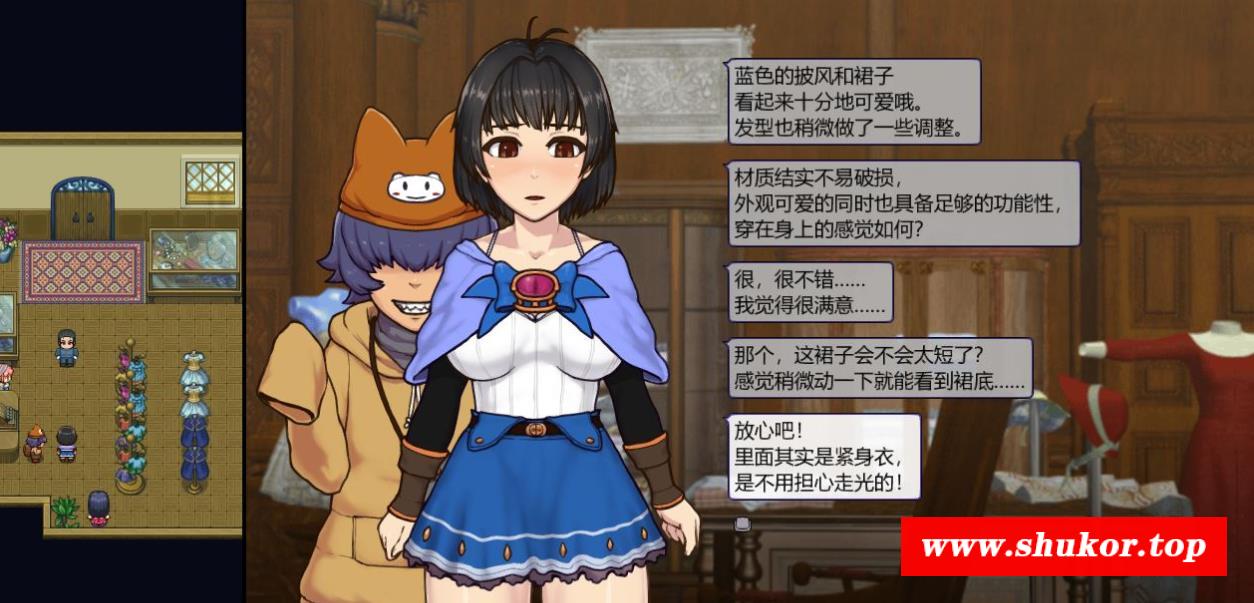 蓝色的披风和裙子
看起来十分地可爱哦。
发型也稍微做了一些调整。
材质结实不易破损，
外观可爱的同时也具备足够的功能性，
穿在身上的感觉如何？
很，很不错……
我觉得很满意……
那个，这裙子会不会太短了？
感觉稍微动一下就能看到裙底……
放心吧！
里面其实是紧身衣，
是不用担心走光的！
www.shukor.top